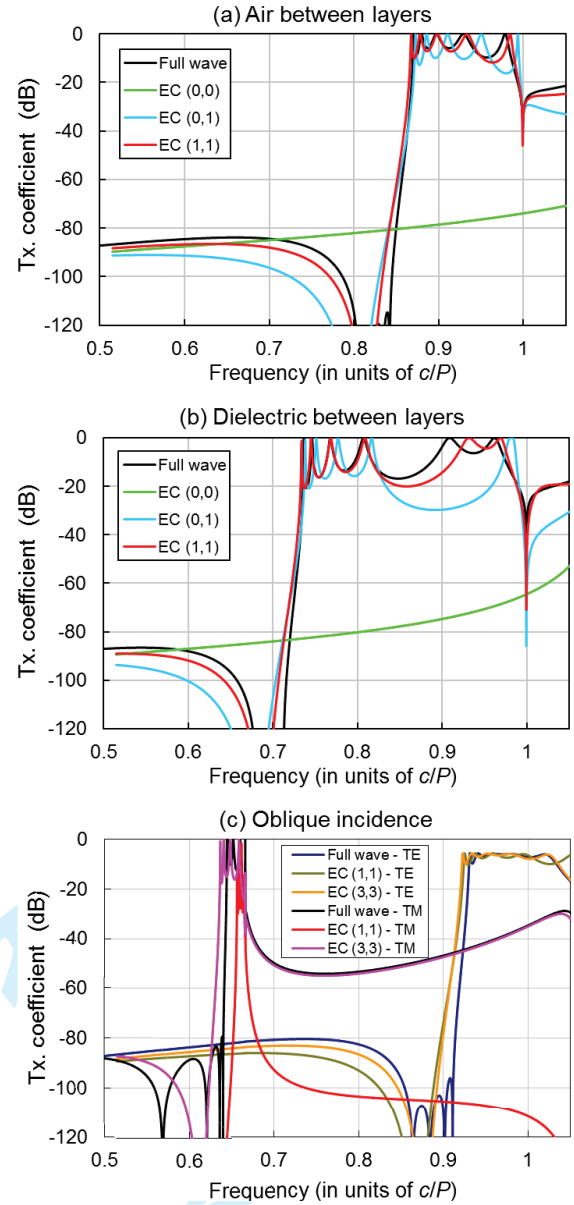 (a) Air between layers
Tx. coefficient (dB)
0
-20
-40
-60
-80
-100
-120
Full wave
EC (0,0)
EC (0,1)
EC (1,1)
0.5 0.6 0.7 0.8 0.9 1
Frequency (in units of c/P)
(b) Dielectric between layers
Tx. coefficient (dB)
0
-20
-40
-60
-80
-100
-120
Full wave
EC (0,0)
EC (0,1)
EC (1,1)
0.5 0.6 0.7 0.8 0.9 1
Frequency (in units of c/P)
(c) Oblique incidence
Tx. coefficient (dB)
0
-20
-40
-60
-80
-100
-120
Full wave - TE
EC (1,1) - TE
EC (3,3) - TE
Full wave - TM
EC (1,1) - TM
EC (3,3) - TM
0.5 0.6 0.7 0.8 0.9 1
Frequency (in units of c/P)